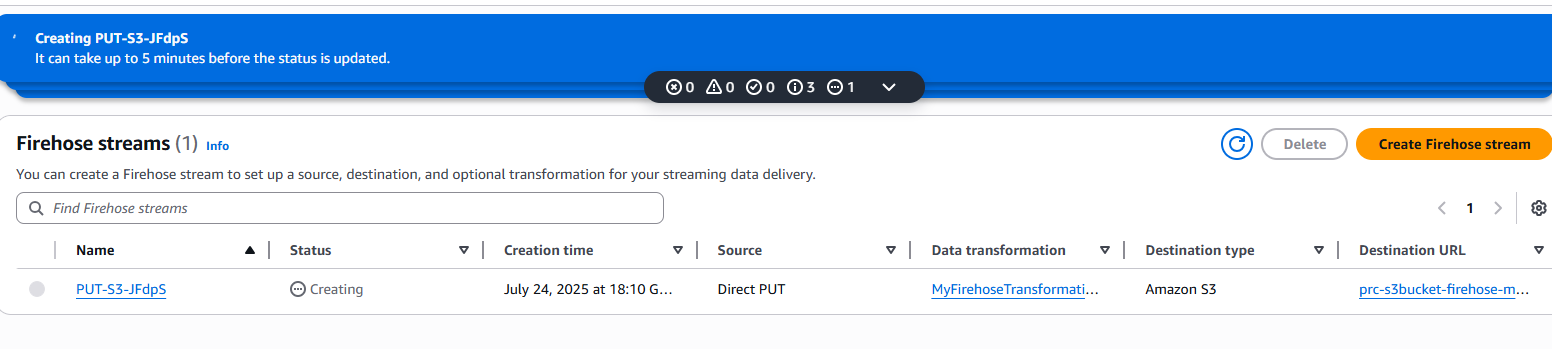 Creating PUT-S3-JFdpS
It can take up to 5 minutes before the status is updated.
0 0 0 3 1
Firehose streams (1) Info
Delete
Create Firehose stream
You can create a Firehose stream to set up a source, destination, and optional transformation for your streaming data delivery.
Find Firehose streams
1
Name Status Creation time Source Data transformation Destination type Destination URL
PUT-S3-JFdpS Creating July 24, 2025 at 18:10 G... Direct PUT MyFirehoseTransformati... Amazon S3 prc-s3bucket-firehose-m...